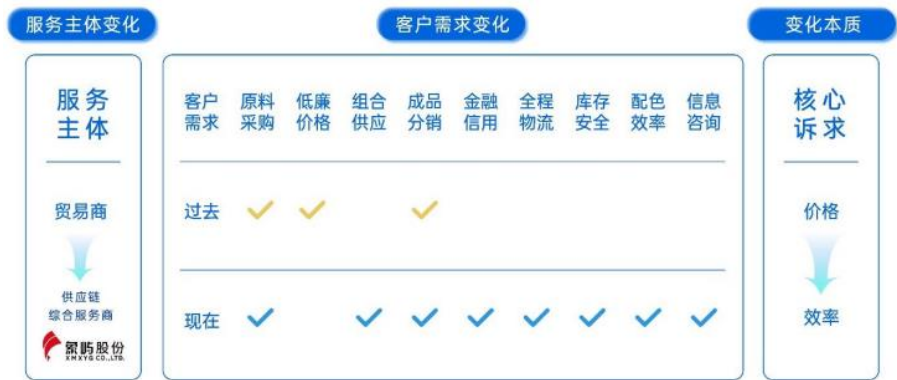 服务主体变化
客户需求变化
变化本质
服务
主体
贸易商
供应链
综合服务商
象屿股份
XMXYG CO.,LTD.
客户
需求
原料
采购
低廉
价格
组合
供应
成品
分销
金融
信用
全程
物流
库存
安全
配色
效率
信息
咨询
过去
现在
核心
诉求
价格
效率